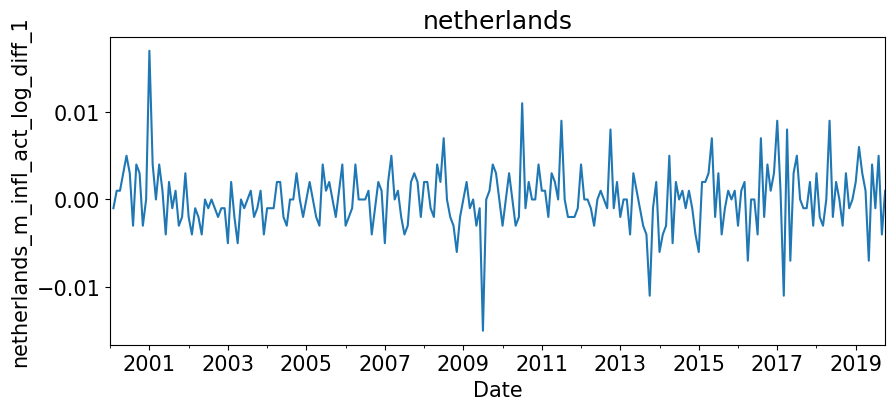 netherlands
netherlands_m_infl_act_log_diff_1
0.01
0.00
−0.01
2001 2003 2005 2007 2009 2011 2013 2015 2017 2019
Date